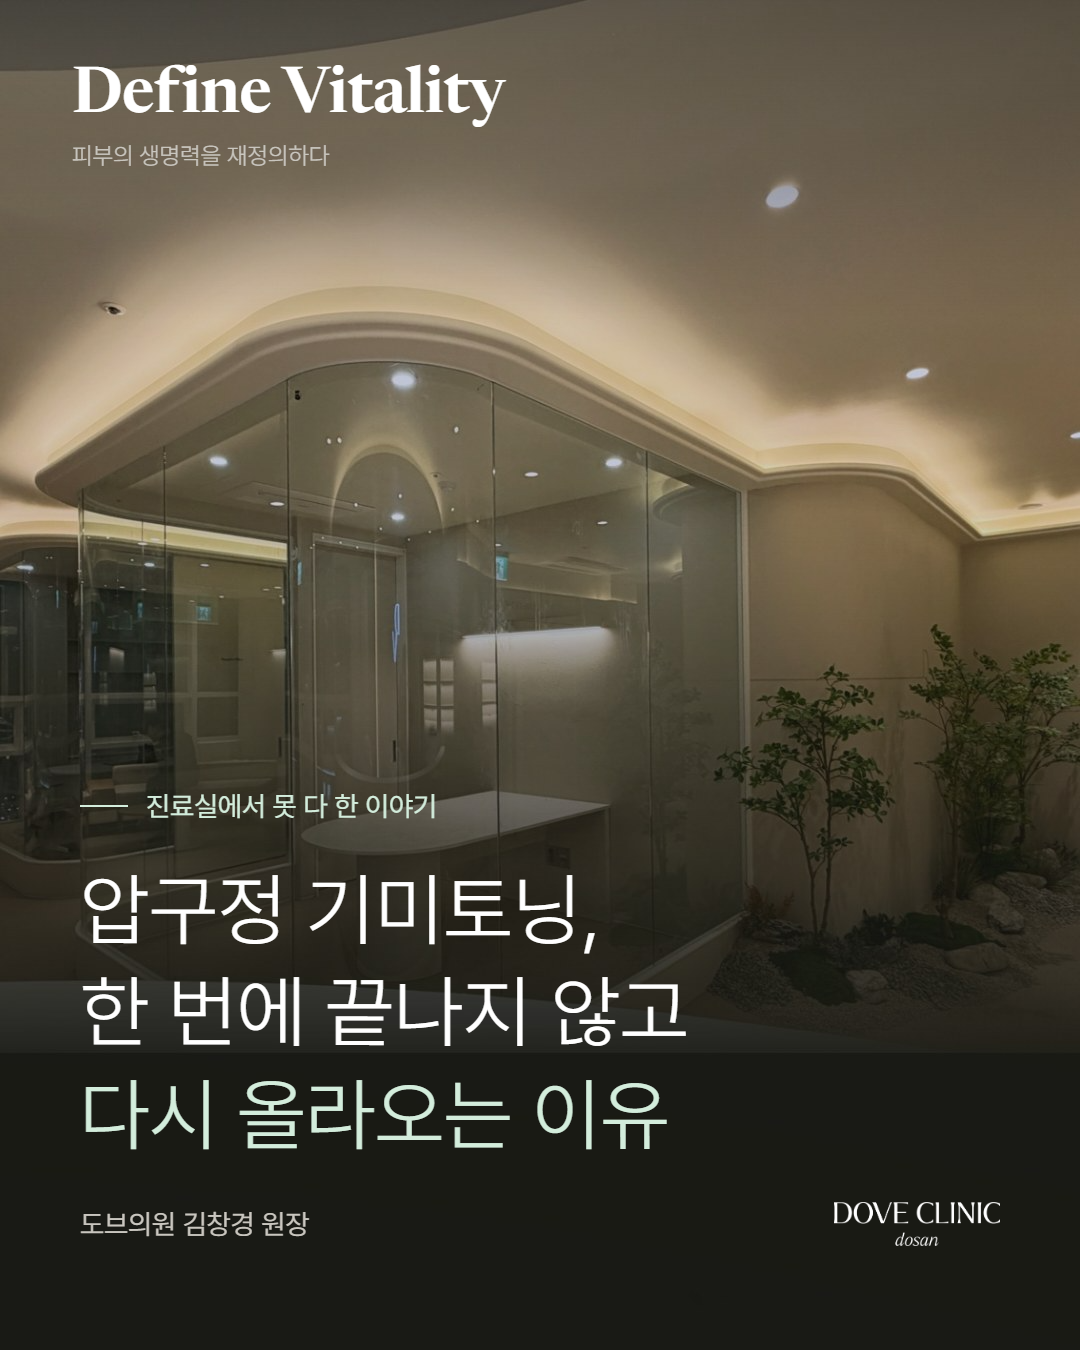 Define Vitality
피부의 생명력을 재정의하다
진료실에서 못 다 한 이야기
압구정 기미토닝,
한 번에 끝나지 않고
다시 올라오는 이유
도브의원 김창경 원장
DOVE CLINIC
dosan